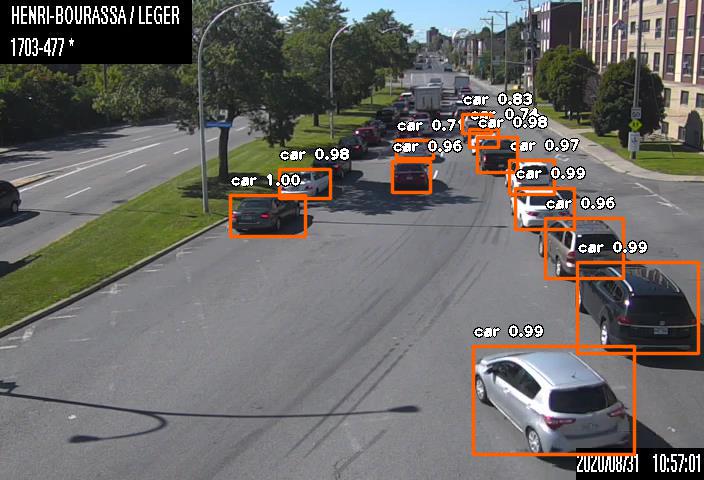 HENRI-BOURASSA / LEGER
1703-477 *
car 0.83
car 0.74
car 0.98
car 0.71
car 0.96
car 0.97
car 0.98
car 0.99
car 1.00
car 0.96
car 0.99
car 0.99
2020/08/31 10:57:01